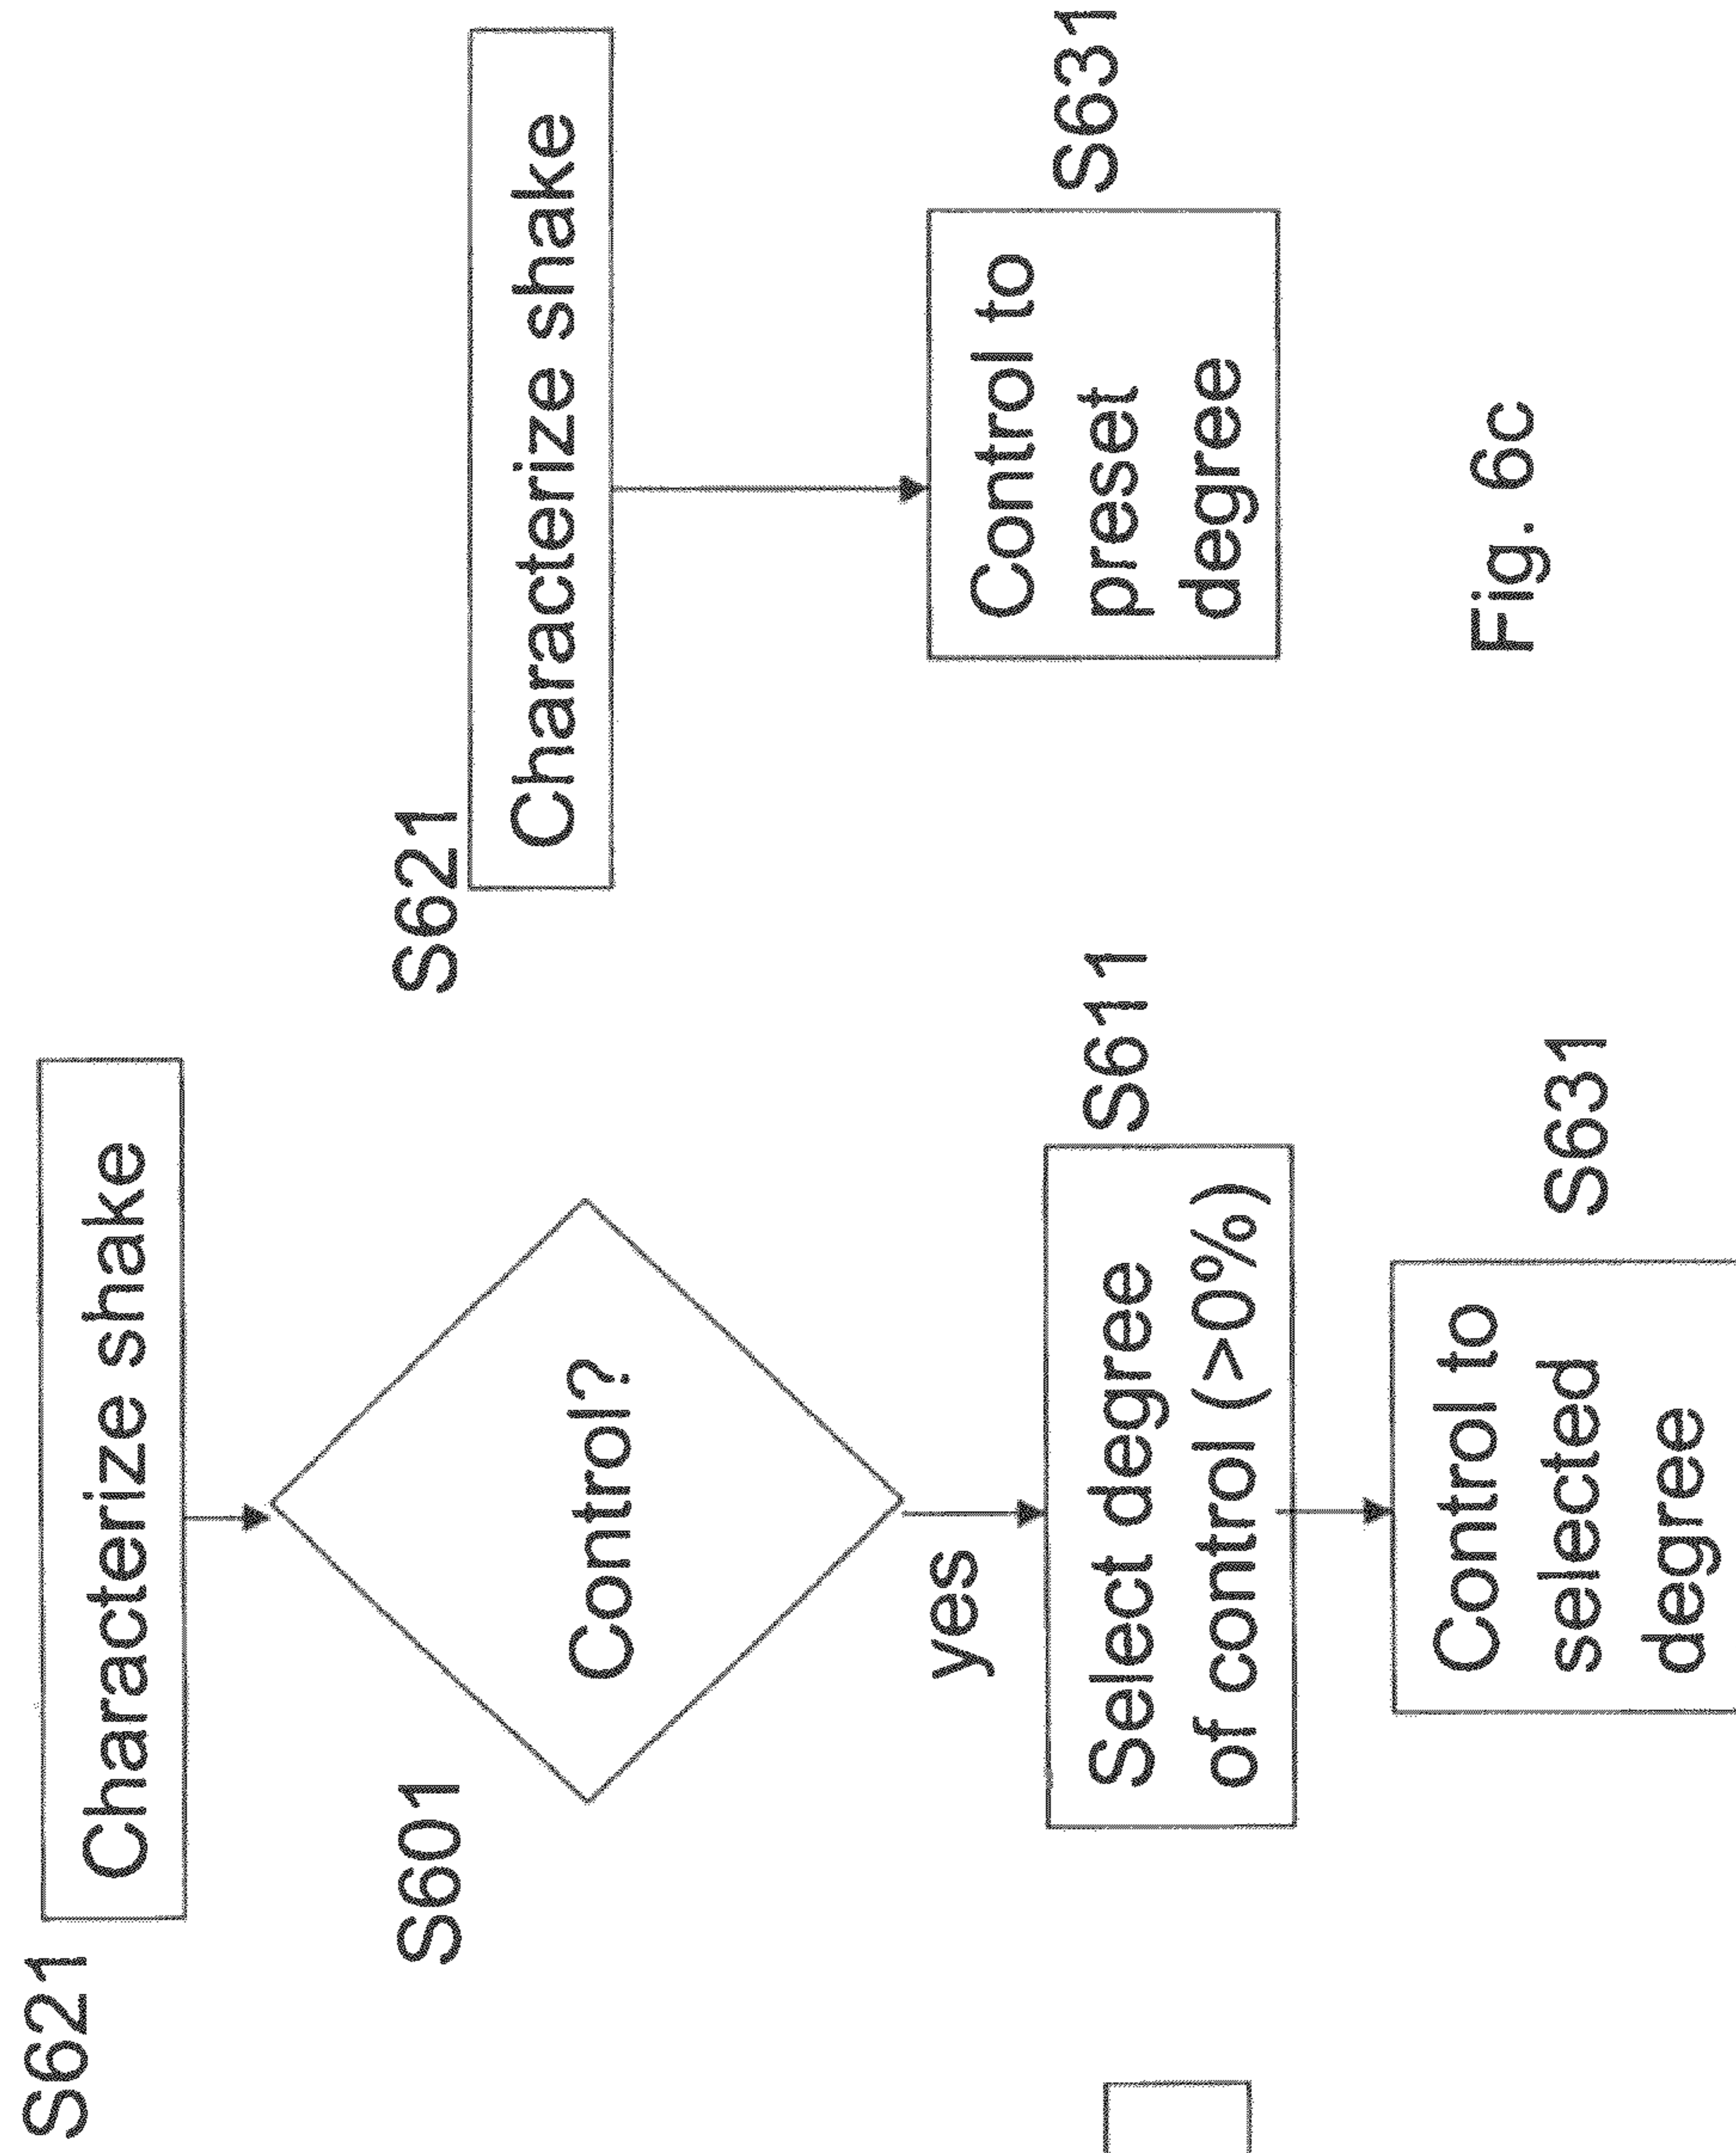 S621
Characterize shake
S601
Control?
yes
Select degree
of control (>0%)
S611
Control to
selected
degree
S631
S621
Characterize shake
Control to
preset
degree
S631
Fig. 6c